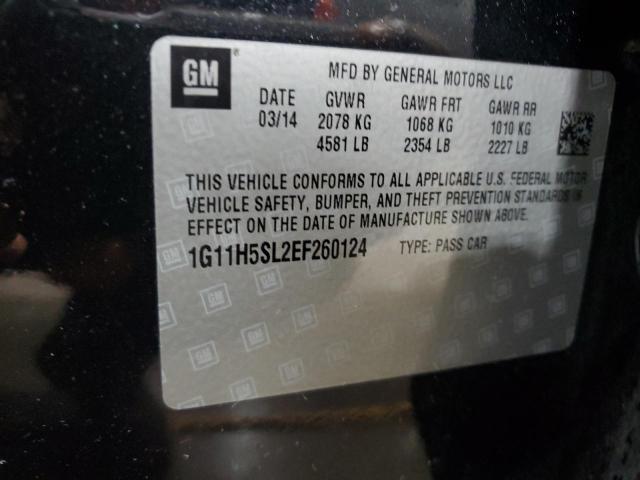 GM
MFD BY GENERAL MOTORS LLC
DATE GVWR GAWR FRT GAWR RR
03/14 2078 KG 1068 KG 1010 KG
4581 LB 2354 LB 2227 LB
THIS VEHICLE CONFORMS TO ALL APPLICABLE U.S. FEDERAL MOTOR
VEHICLE SAFETY, BUMPER, AND THEFT PREVENTION STANDARDS IN
EFFECT ON THE DATE OF MANUFACTURE SHOWN ABOVE.
1G11H5SL2EF260124 TYPE: PASS CAR